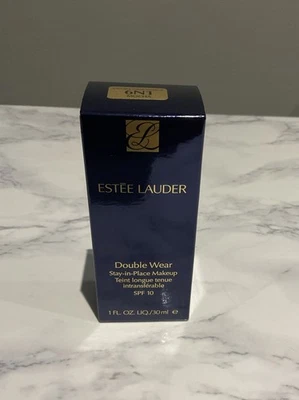 6N1
ESTĒE LAUDER
Double Wear
Stay-in-Place Makeup
Teint longue tenue
intransférable
SPF 10
1 FL. OZ. LIQ./30 ml e